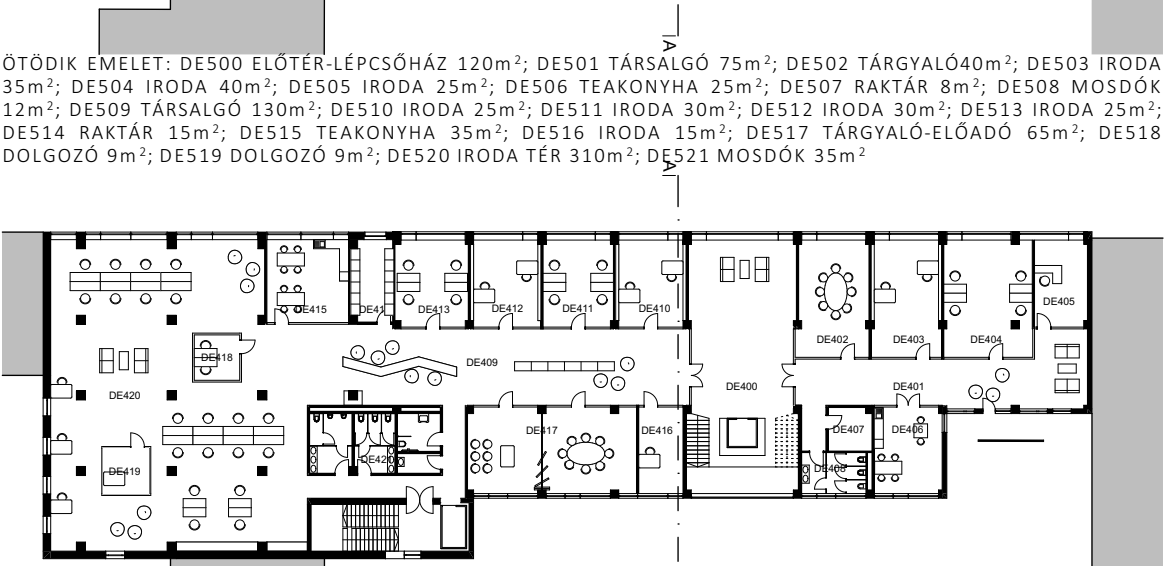 A
ÖTÖDIK EMELET: DE500 ELŐTÉR-LÉPCSŐHÁZ 120m²; DE501 TÁRSALGÓ 75m²; DE502 TÁRGYALÓ40m²; DE503 IRODA
35m²; DE504 IRODA 40m²; DE505 IRODA 25m²; DE506 TEAKONYHA 25m²; DE507 RAKTÁR 8m²; DE508 MOSDÓK
12m²; DE509 TÁRSALGÓ 130m²; DE510 IRODA 25m²; DE511 IRODA 30m²; DE512 IRODA 30m²; DE513 IRODA 25m²;
DE514 RAKTÁR 15m²; DE515 TEAKONYHA 35m²; DE516 IRODA 15m²; DE517 TÁRGYALÓ-ELŐADÓ 65m²; DE518
DOLGOZÓ 9m²; DE519 DOLGOZÓ 9m²; DE520 IRODA TÉR 310m²; DE521 MOSDÓK 35m²
A
DE415 DE413 DE412 DE411 DE410 DE405
DE402 DE403 DE404
DE418 DE409
DE420 DE400 DE401
DE417 DE416 DE407 DE406
DE419 DE408